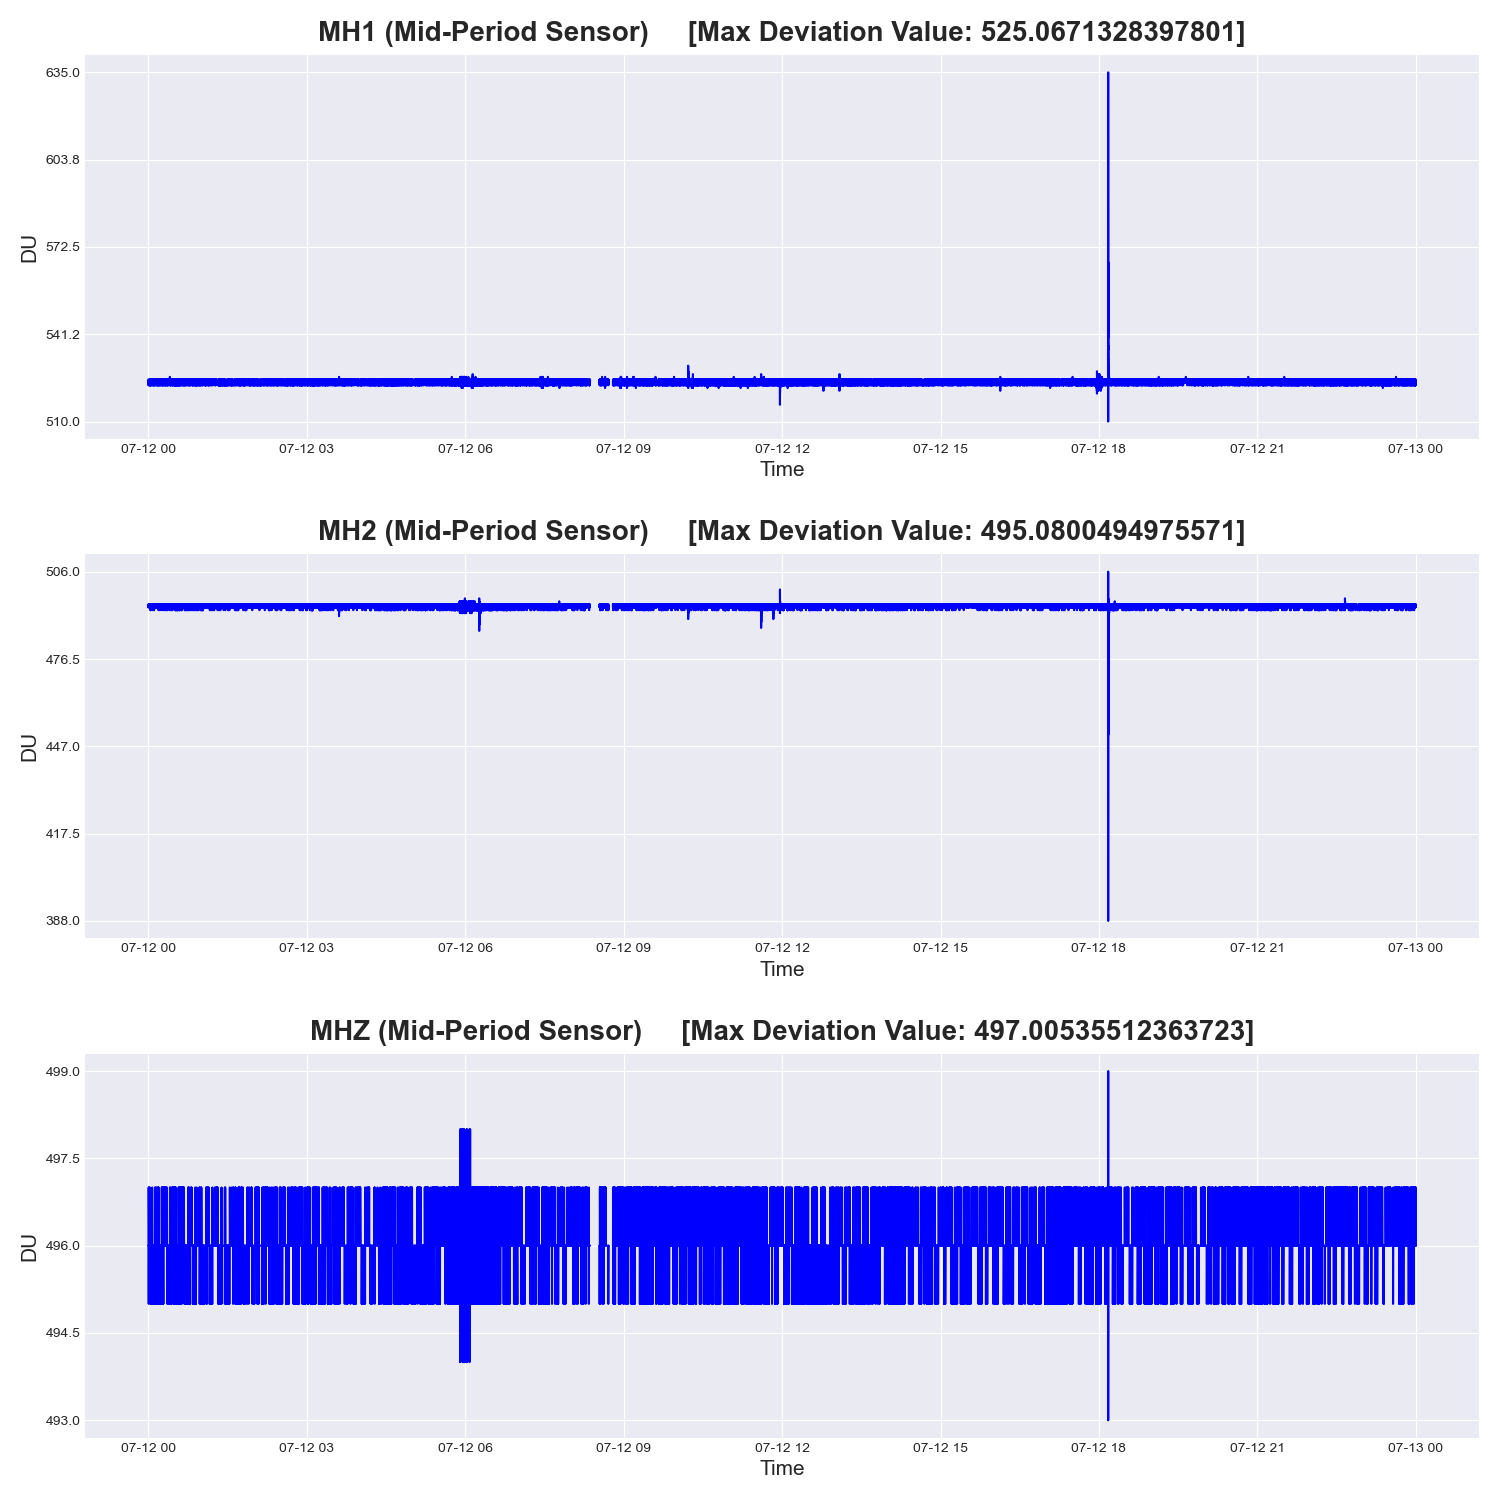 MH1 (Mid-Period Sensor) [Max Deviation Value: 525.0671328397801]
635.0
603.8
572.5
541.2
510.0
DU
07-12 00 07-12 03 07-12 06 07-12 09 07-12 12 07-12 15 07-12 18 07-12 21 07-13 00
Time
MH2 (Mid-Period Sensor) [Max Deviation Value: 495.0800494975571]
506.0
476.5
447.0
417.5
388.0
DU
07-12 00 07-12 03 07-12 06 07-12 09 07-12 12 07-12 15 07-12 18 07-12 21 07-13 00
Time
MHZ (Mid-Period Sensor) [Max Deviation Value: 497.00535512363723]
499.0
497.5
496.0
494.5
493.0
DU
07-12 00 07-12 03 07-12 06 07-12 09 07-12 12 07-12 15 07-12 18 07-12 21 07-13 00
Time